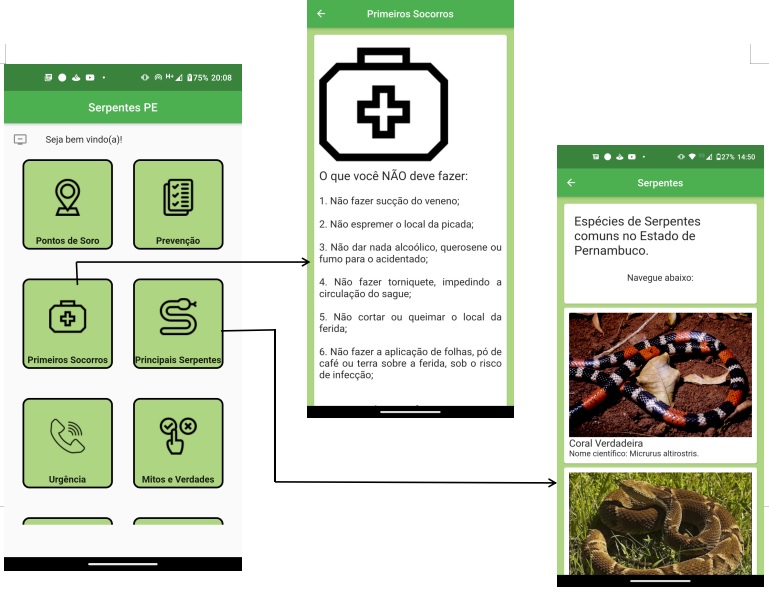 H+ 75% 20:08
Serpentes PE
Seja bem vindo(a)!
Pontos de Soro
Prevenção
Primeiros Socorros
Principais Serpentes
Urgência
Mitos e Verdades
Primeiros Socorros
O que você NÃO deve fazer:
1. Não fazer sucção do veneno;
2. Não espremer o local da picada;
3. Não dar nada alcoólico, querosene ou
fumo para o acidentado;
4. Não fazer torniquete, impedindo a
circulação do sague;
5. Não cortar ou queimar o local da
ferida;
6. Não fazer a aplicação de folhas, pó de
café ou terra sobre a ferida, sob o risco
de infecção;
27% 14:50
Serpentes
Espécies de Serpentes
comuns no Estado de
Pernambuco.
Navegue abaixo:
Coral Verdadeira
Nome científico: Micrurus altirostris.